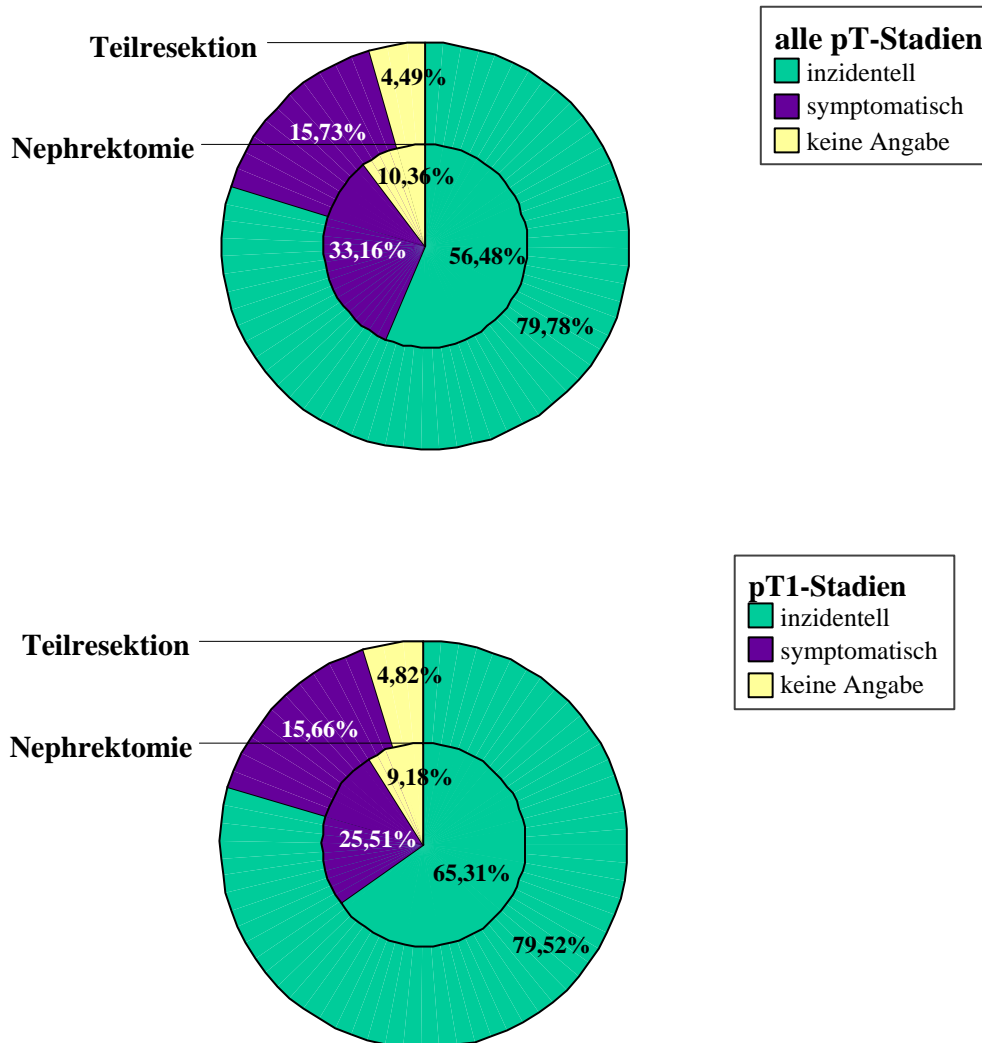 alle pT-Stadien
inzidentell
symptomatisch
keine Angabe
Teilresektion
4,49%
15,73%
Nephrektomie
10,36%
33,16%
56,48%
79,78%
pT1-Stadien
inzidentell
symptomatisch
keine Angabe
Teilresektion
4,82%
15,66%
Nephrektomie
9,18%
25,51%
65,31%
79,52%